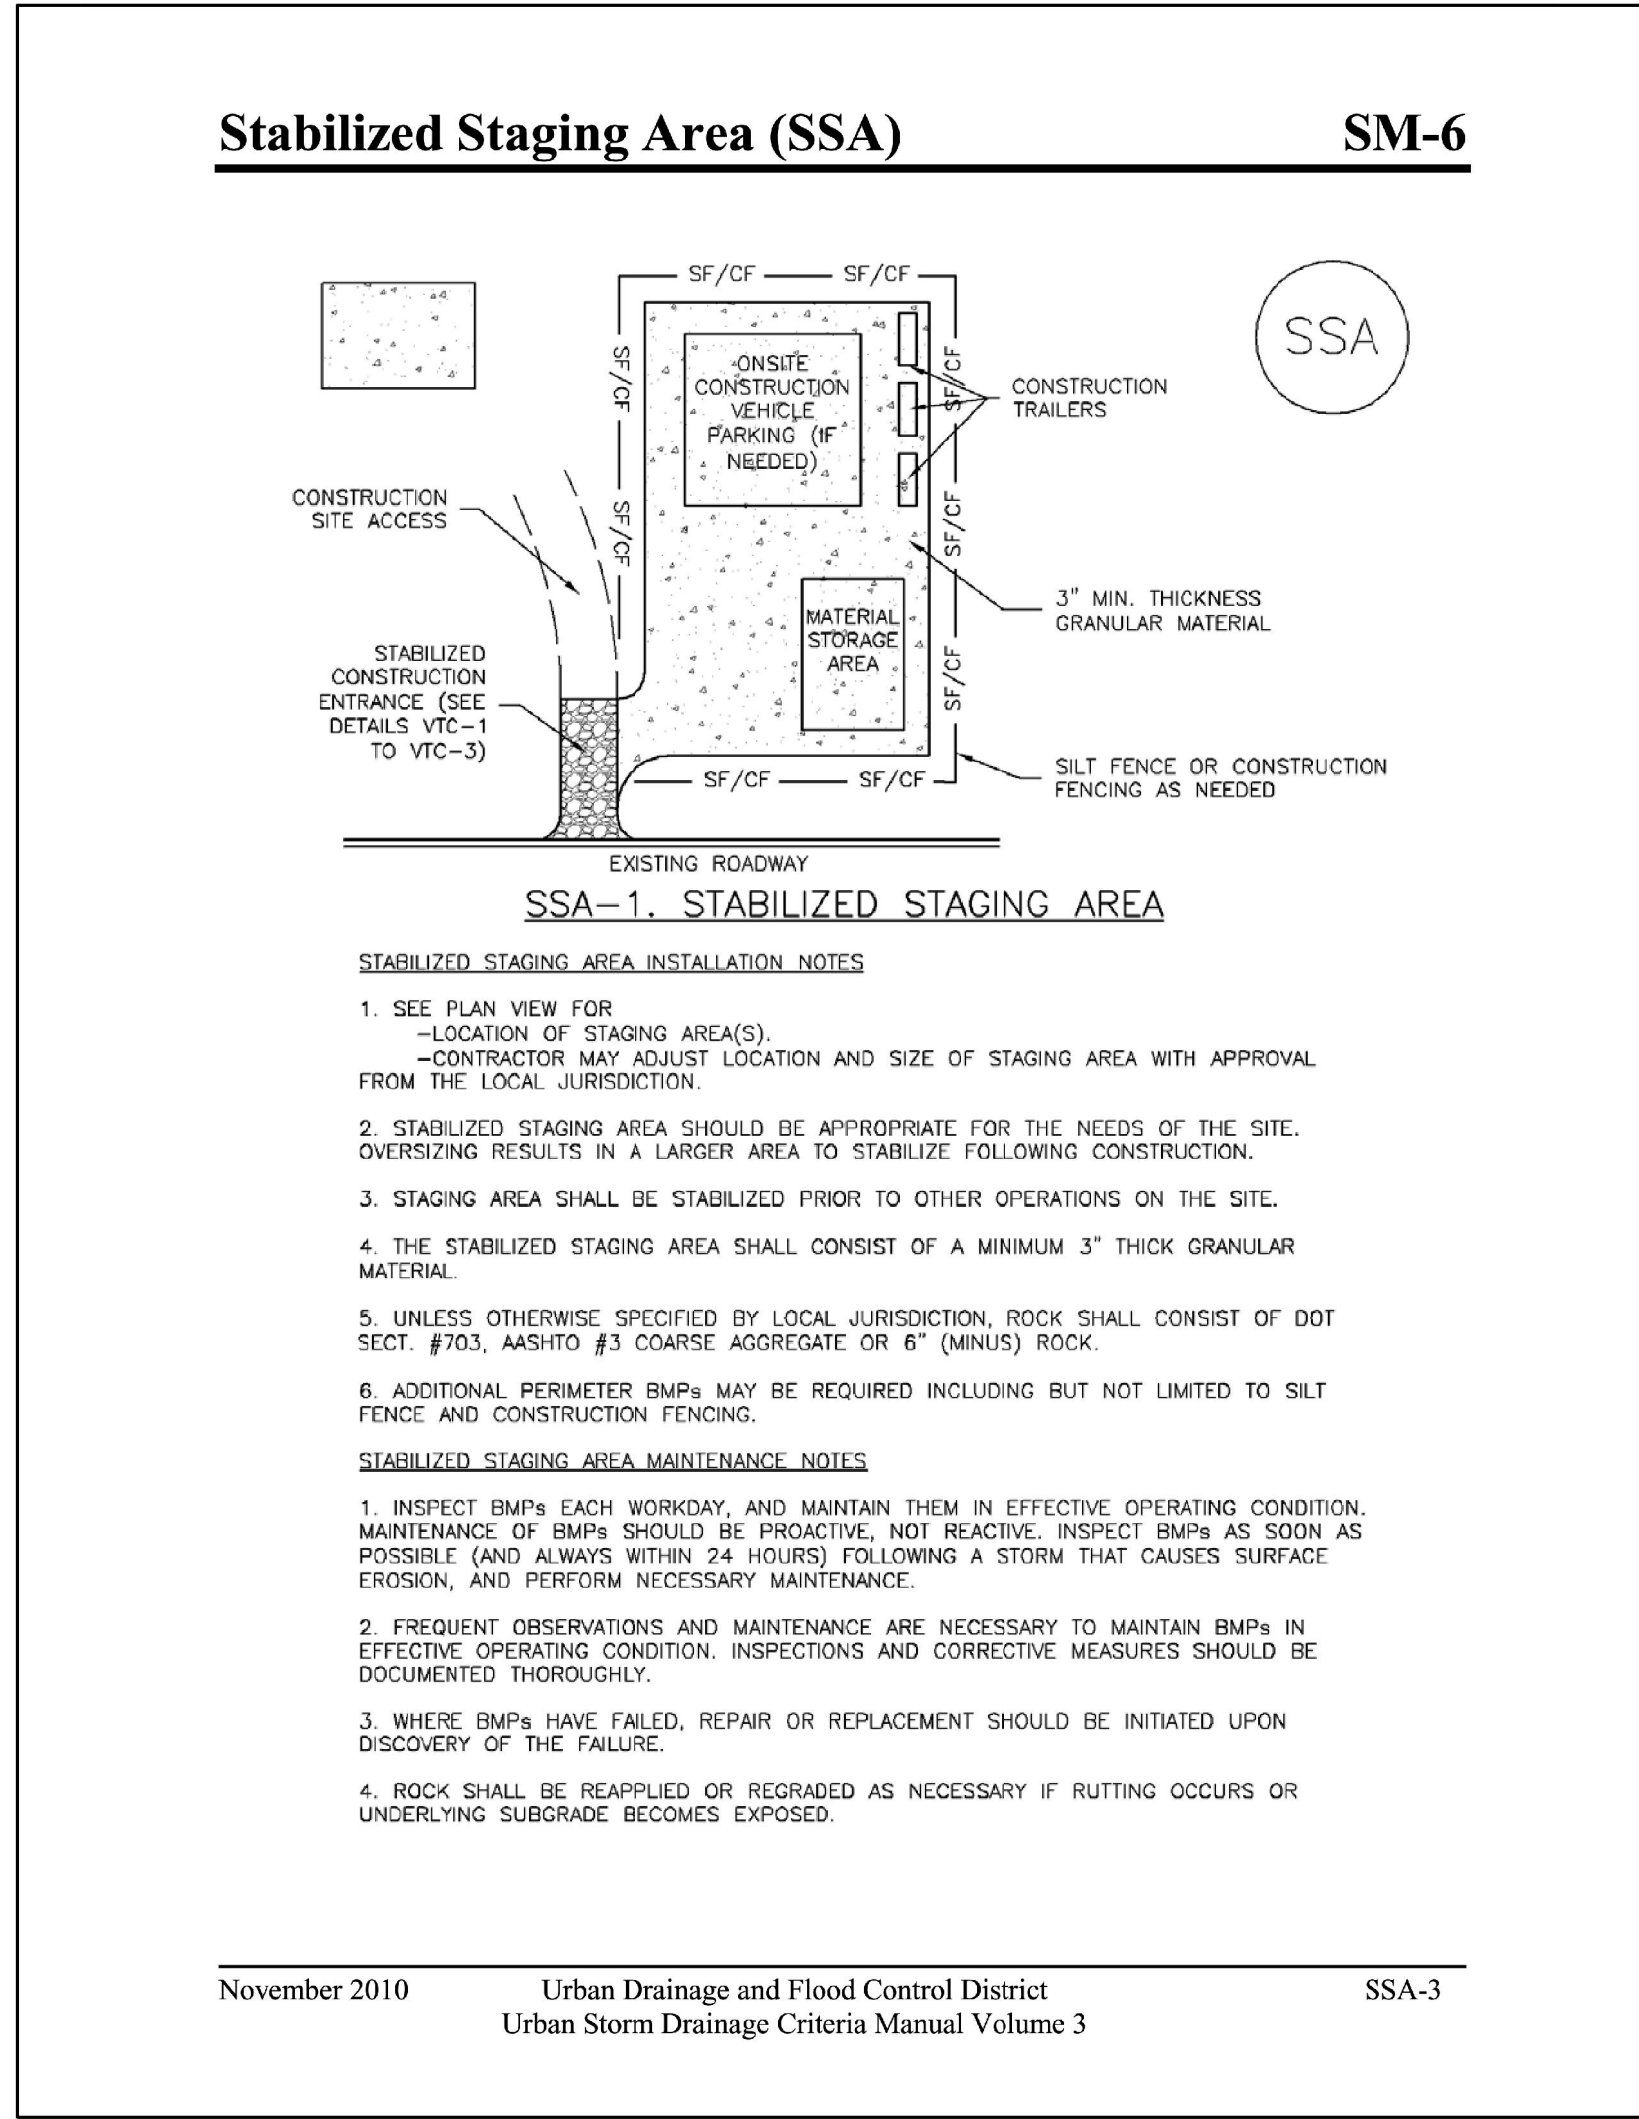 Stabilized Staging Area (SSA) SM-6
SF/CF SF/CF
SSA
SF/CF
ONSITE
CONSTRUCTION
VEHICLE
PARKING (IF
NEEDED)
SF/CF
CONSTRUCTION
TRAILERS
CONSTRUCTION
SITE ACCESS
SF/CF
SF/CF
3" MIN. THICKNESS
GRANULAR MATERIAL
MATERIAL
STORAGE
AREA
SF/CF
STABILIZED
CONSTRUCTION
ENTRANCE (SEE
DETAILS VTC-1
TO VTC-3)
SF/CF SF/CF
SILT FENCE OR CONSTRUCTION
FENCING AS NEEDED
EXISTING ROADWAY
SSA-1. STABILIZED STAGING AREA
STABILIZED STAGING AREA INSTALLATION NOTES
1. SEE PLAN VIEW FOR
-LOCATION OF STAGING AREA(S).
-CONTRACTOR MAY ADJUST LOCATION AND SIZE OF STAGING AREA WITH APPROVAL
FROM THE LOCAL JURISDICTION.
2. STABILIZED STAGING AREA SHOULD BE APPROPRIATE FOR THE NEEDS OF THE SITE.
OVERSIZING RESULTS IN A LARGER AREA TO STABILIZE FOLLOWING CONSTRUCTION.
3. STAGING AREA SHALL BE STABILIZED PRIOR TO OTHER OPERATIONS ON THE SITE.
4. THE STABILIZED STAGING AREA SHALL CONSIST OF A MINIMUM 3" THICK GRANULAR
MATERIAL.
5. UNLESS OTHERWISE SPECIFIED BY LOCAL JURISDICTION, ROCK SHALL CONSIST OF DOT
SECT. #703, AASHTO #3 COARSE AGGREGATE OR 6" (MINUS) ROCK.
6. ADDITIONAL PERIMETER BMPs MAY BE REQUIRED INCLUDING BUT NOT LIMITED TO SILT
FENCE AND CONSTRUCTION FENCING.
STABILIZED STAGING AREA MAINTENANCE NOTES
1. INSPECT BMPs EACH WORKDAY, AND MAINTAIN THEM IN EFFECTIVE OPERATING CONDITION.
MAINTENANCE OF BMPs SHOULD BE PROACTIVE, NOT REACTIVE. INSPECT BMPs AS SOON AS
POSSIBLE (AND ALWAYS WITHIN 24 HOURS) FOLLOWING A STORM THAT CAUSES SURFACE
EROSION, AND PERFORM NECESSARY MAINTENANCE.
2. FREQUENT OBSERVATIONS AND MAINTENANCE ARE NECESSARY TO MAINTAIN BMPs IN
EFFECTIVE OPERATING CONDITION. INSPECTIONS AND CORRECTIVE MEASURES SHOULD BE
DOCUMENTED THOROUGHLY.
3. WHERE BMPs HAVE FAILED, REPAIR OR REPLACEMENT SHOULD BE INITIATED UPON
DISCOVERY OF THE FAILURE.
4. ROCK SHALL BE REAPPLIED OR REGRADED AS NECESSARY IF RUTTING OCCURS OR
UNDERLYING SUBGRADE BECOMES EXPOSED.
November 2010 Urban Drainage and Flood Control District SSA-3
Urban Storm Drainage Criteria Manual Volume 3